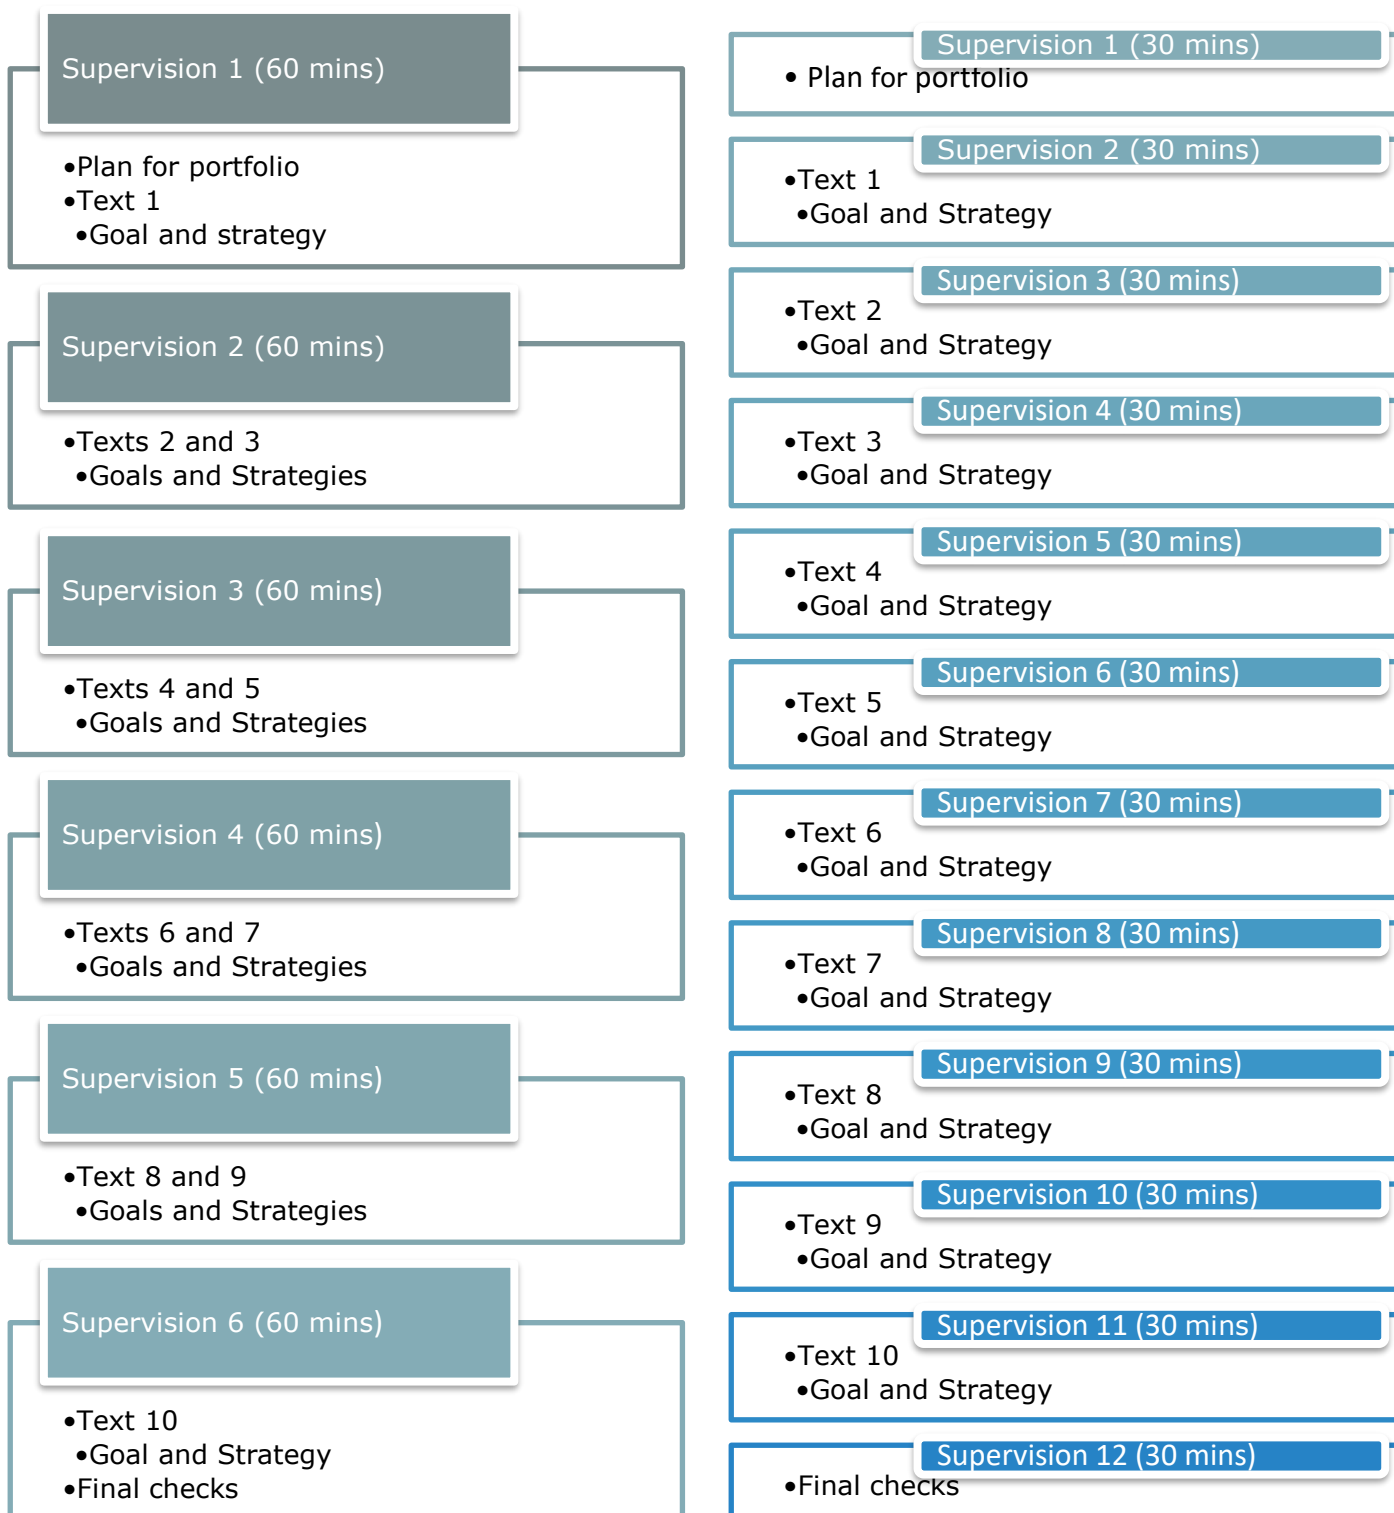 Supervision 1 (60 mins)
•Plan for portfolio
•Text 1
•Goal and strategy
Supervision 2 (60 mins)
•Texts 2 and 3
•Goals and Strategies
Supervision 3 (60 mins)
•Texts 4 and 5
•Goals and Strategies
Supervision 4 (60 mins)
•Texts 6 and 7
•Goals and Strategies
Supervision 5 (60 mins)
•Text 8 and 9
•Goals and Strategies
Supervision 6 (60 mins)
•Text 10
•Goal and Strategy
•Final checks
Supervision 1 (30 mins)
• Plan for portfolio
Supervision 2 (30 mins)
•Text 1
•Goal and Strategy
Supervision 3 (30 mins)
•Text 2
•Goal and Strategy
Supervision 4 (30 mins)
•Text 3
•Goal and Strategy
Supervision 5 (30 mins)
•Text 4
•Goal and Strategy
Supervision 6 (30 mins)
•Text 5
•Goal and Strategy
Supervision 7 (30 mins)
•Text 6
•Goal and Strategy
Supervision 8 (30 mins)
•Text 7
•Goal and Strategy
Supervision 9 (30 mins)
•Text 8
•Goal and Strategy
Supervision 10 (30 mins)
•Text 9
•Goal and Strategy
Supervision 11 (30 mins)
•Text 10
•Goal and Strategy
Supervision 12 (30 mins)
•Final checks